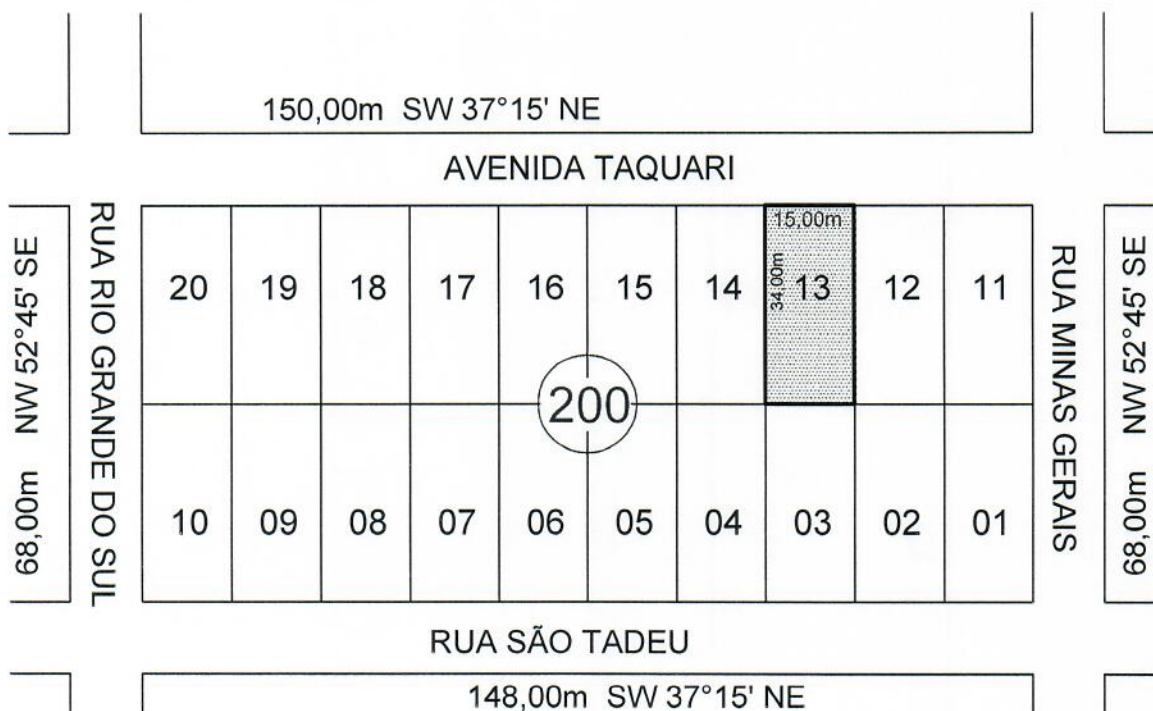 150,00m SW 37°15' NE
AVENIDA TAQUARI
RUA RIO GRANDE DO SUL
68,00m NW 52°45' SE
15,00m
34,00m
20 19 18 17 16 15 14 13 12 11
200
10 09 08 07 06 05 04 03 02 01
RUA MINAS GERAIS
68,00m NW 52°45' SE
RUA SÃO TADEU
148,00m SW 37°15' NE